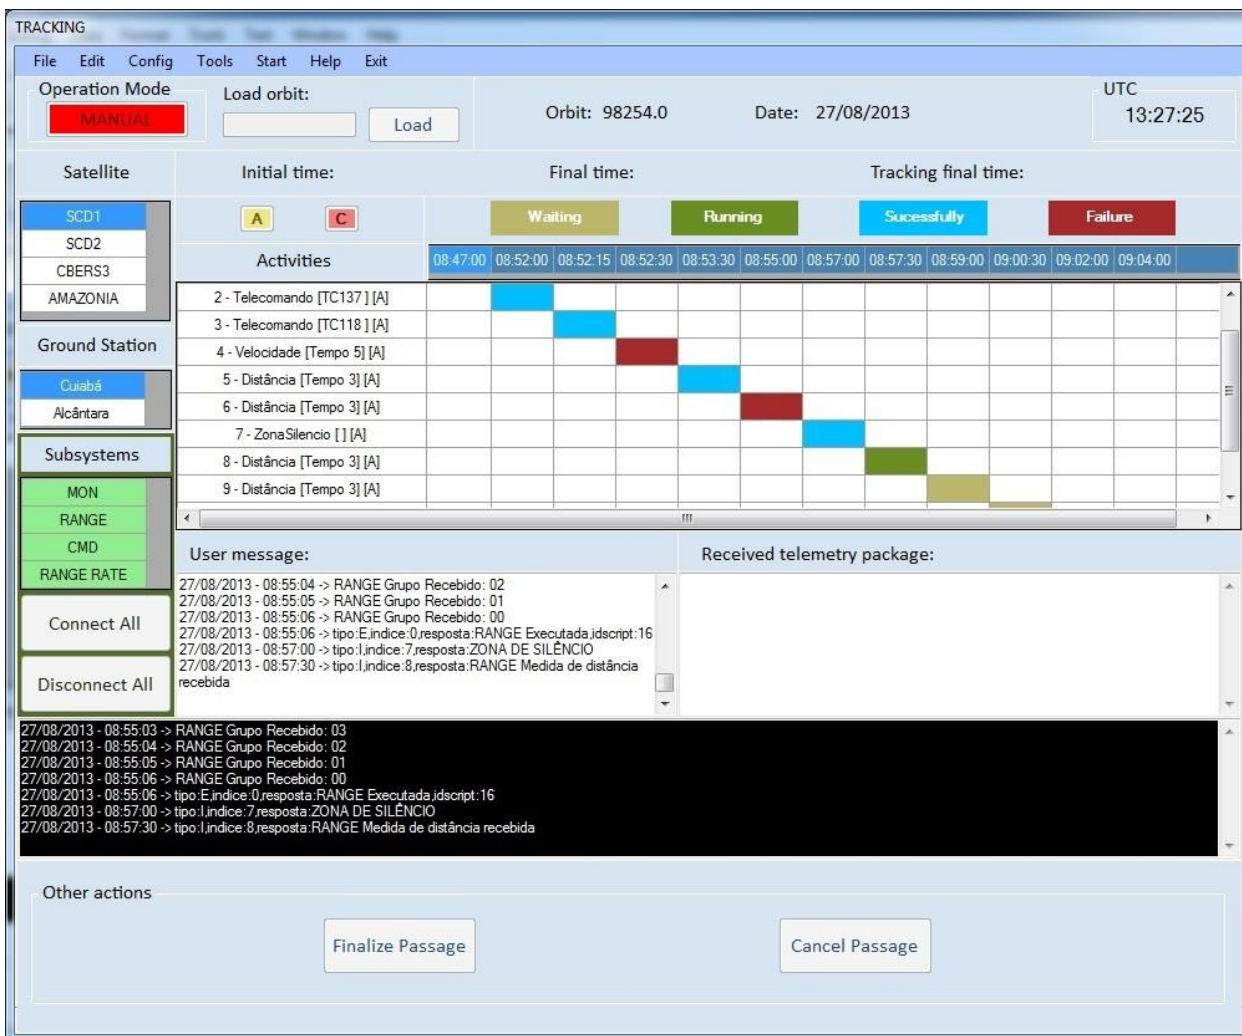 TRACKING
File Edit Config Tools Start Help Exit
Operation Mode
MANUAL
Load orbit:
Load
Orbit: 98254.0
Date: 27/08/2013
UTC
13:27:25
Satellite
Initial time:
Final time:
Tracking final time:
SCD1
SCD2
CBERS3
AMAZONIA
A
C
Waiting
Running
Sucessfully
Failure
Activities
08:47:00 08:52:00 08:52:15 08:52:30 08:53:30 08:55:00 08:57:00 08:57:30 08:59:00 09:00:30 09:02:00 09:04:00
2 - Telecomando [TC137 ] [A]
3 - Telecomando [TC118 ] [A]
4 - Velocidade [Tempo 5] [A]
5 - Distância [Tempo 3] [A]
6 - Distância [Tempo 3] [A]
7 - ZonaSilencio [ ] [A]
8 - Distância [Tempo 3] [A]
9 - Distância [Tempo 3] [A]
Ground Station
Cuiabá
Alcântara
Subsystems
MON
RANGE
CMD
RANGE RATE
Connect All
Disconnect All
User message:
27/08/2013 - 08:55:04 -> RANGE Grupo Recebido: 02
27/08/2013 - 08:55:05 -> RANGE Grupo Recebido: 01
27/08/2013 - 08:55:06 -> RANGE Grupo Recebido: 00
27/08/2013 - 08:55:06 -> tipo:E,indice:0,resposta:RANGE Executada,idscript:16
27/08/2013 - 08:57:00 -> tipo:I,indice:7,resposta:ZONA DE SILÊNCIO
27/08/2013 - 08:57:30 -> tipo:I,indice:8,resposta:RANGE Medida de distância
recebida
Received telemetry package:
27/08/2013 - 08:55:03 -> RANGE Grupo Recebido: 03
27/08/2013 - 08:55:04 -> RANGE Grupo Recebido: 02
27/08/2013 - 08:55:05 -> RANGE Grupo Recebido: 01
27/08/2013 - 08:55:06 -> RANGE Grupo Recebido: 00
27/08/2013 - 08:55:06 -> tipo:E,indice:0,resposta:RANGE Executada,idscript:16
27/08/2013 - 08:57:00 -> tipo:I,indice:7,resposta:ZONA DE SILÊNCIO
27/08/2013 - 08:57:30 -> tipo:I,indice:8,resposta:RANGE Medida de distância recebida
Other actions
Finalize Passage
Cancel Passage